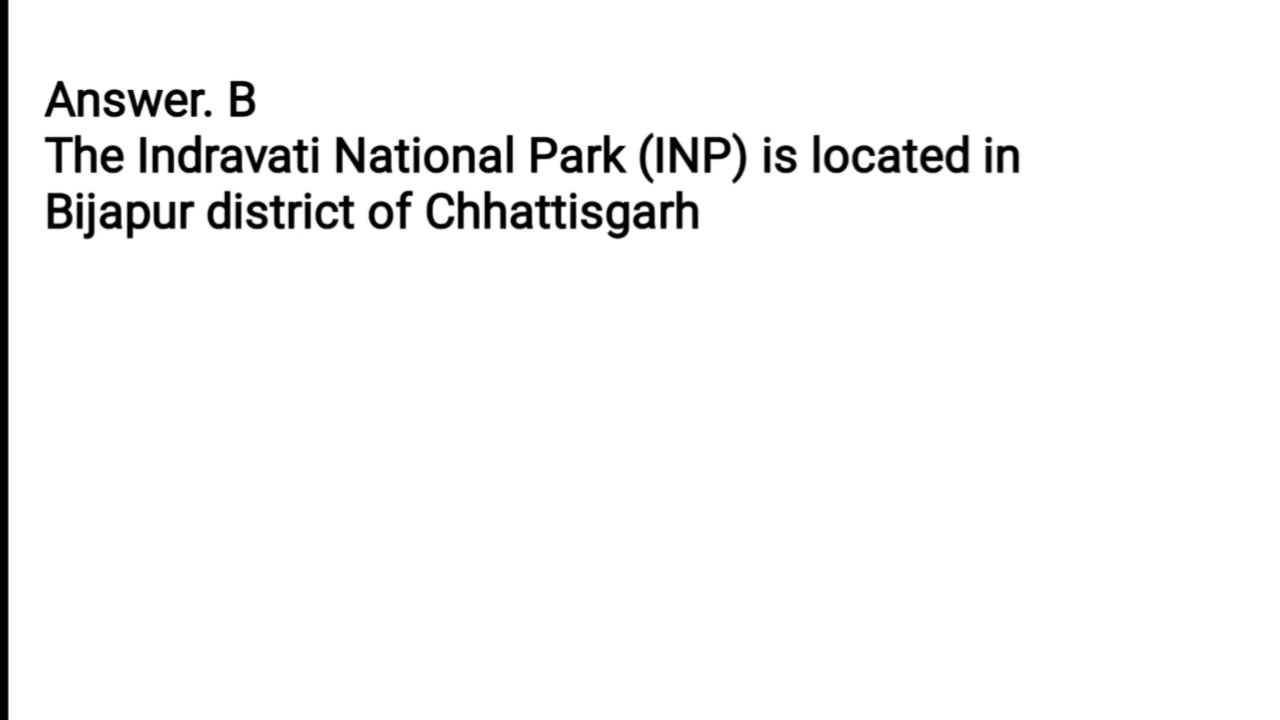 Answer. B
The Indravati National Park (INP) is located in
Bijapur district of Chhattisgarh